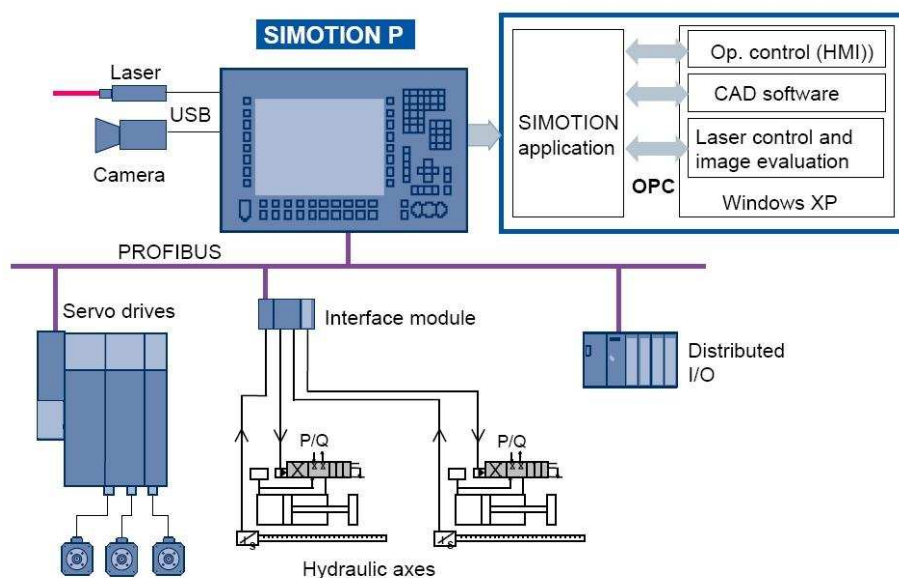 SIMOTION P
Laser
USB
Camera
SIMOTION
application
OPC
Op. control (HMI))
CAD software
Laser control and
image evaluation
Windows XP
PROFIBUS
Servo drives
Interface module
Distributed
I/O
P/Q
P/Q
s
s
Hydraulic axes